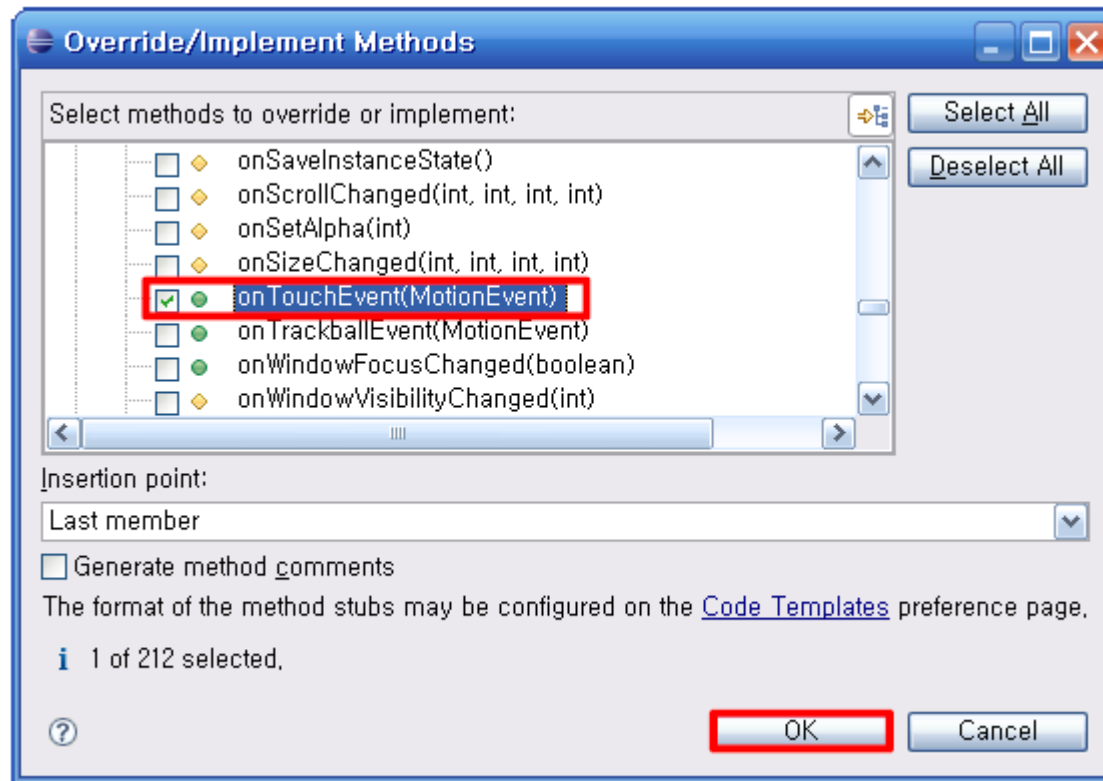 Override/Implement Methods
Select methods to override or implement:
Select All
Deselect All
onSaveInstanceState()
onScrollChanged(int, int, int, int)
onSetAlpha(int)
onSizeChanged(int, int, int, int)
onTouchEvent(MotionEvent)
onTrackballEvent(MotionEvent)
onWindowFocusChanged(boolean)
onWindowVisibilityChanged(int)
Insertion point:
Last member
Generate method comments
The format of the method stubs may be configured on the Code Templates preference page.
i 1 of 212 selected.
? OK Cancel